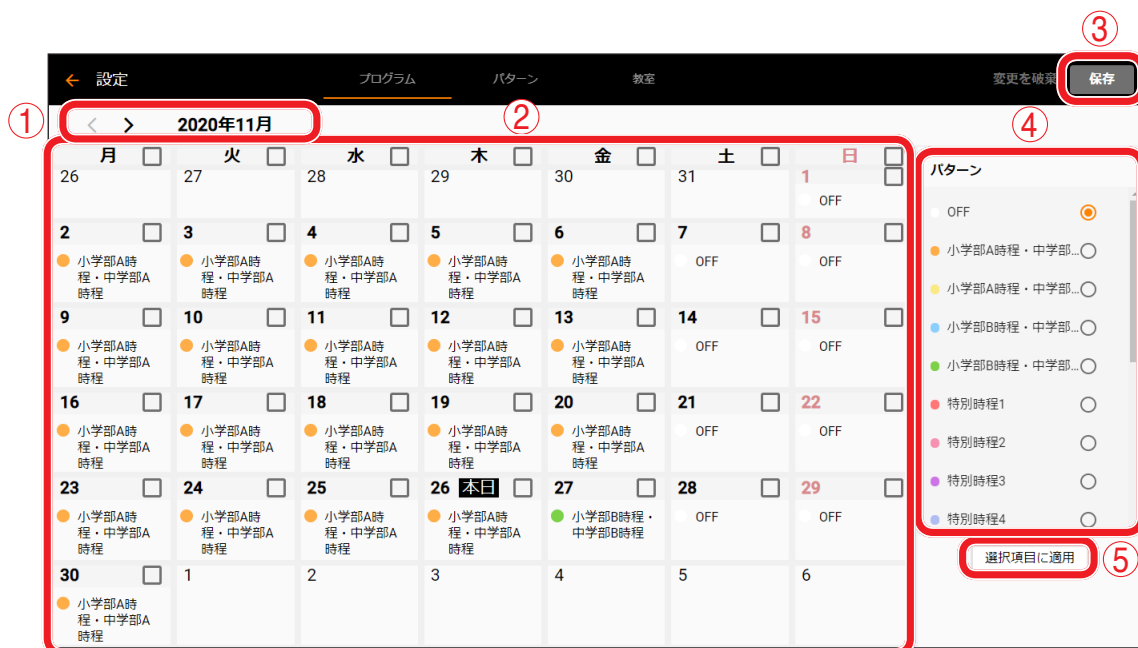 ③
← 設定 プログラム パターン 教室 変更を破棄 保存
① < > 2020年11月 ② ④
月 火 水 木 金 土 日
パターン
26 27 28 29 30 31 1
OFF
2 3 4 5 6 7 8
小学部A時 小学部A時 小学部A時 小学部A時 小学部A時 OFF OFF
程・中学部A 程・中学部A 程・中学部A 程・中学部A 程・中学部A
時程 時程 時程 時程 時程
9 10 11 12 13 14 15
小学部A時 小学部A時 小学部A時 小学部A時 小学部A時 OFF OFF
程・中学部A 程・中学部A 程・中学部A 程・中学部A 程・中学部A
時程 時程 時程 時程 時程
16 17 18 19 20 21 22
小学部A時 小学部A時 小学部A時 小学部A時 小学部A時 OFF OFF
程・中学部A 程・中学部A 程・中学部A 程・中学部A 程・中学部A
時程 時程 時程 時程 時程
23 24 25 26 本日 27 28 29
小学部A時 小学部A時 小学部A時 小学部A時 小学部B時程・ OFF OFF
程・中学部A 程・中学部A 程・中学部A 程・中学部A 中学部B時程
時程 時程 時程 時程
30 1 2 3 4 5 6
小学部A時
程・中学部A
時程
OFF
小学部A時程・中学部...
小学部A時程・中学部...
小学部B時程・中学部...
小学部B時程・中学部...
特別時程1
特別時程2
特別時程3
特別時程4
選択項目に適用 ⑤